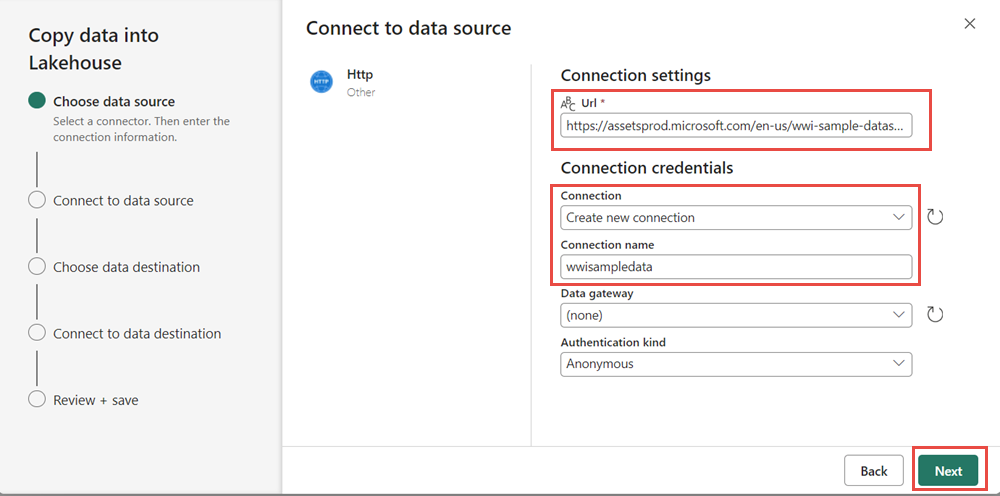 Copy data into
Lakehouse
Choose data source
Select a connector. Then enter the
connection information.
Connect to data source
Choose data destination
Connect to data destination
Review + save
Connect to data source
HTTP
Http
Other
Connection settings
ABC Url *
https://assetsprod.microsoft.com/en-us/wwi-sample-datas...
Connection credentials
Connection
Create new connection
Connection name
wwisampledata
Data gateway
(none)
Authentication kind
Anonymous
Back
Next